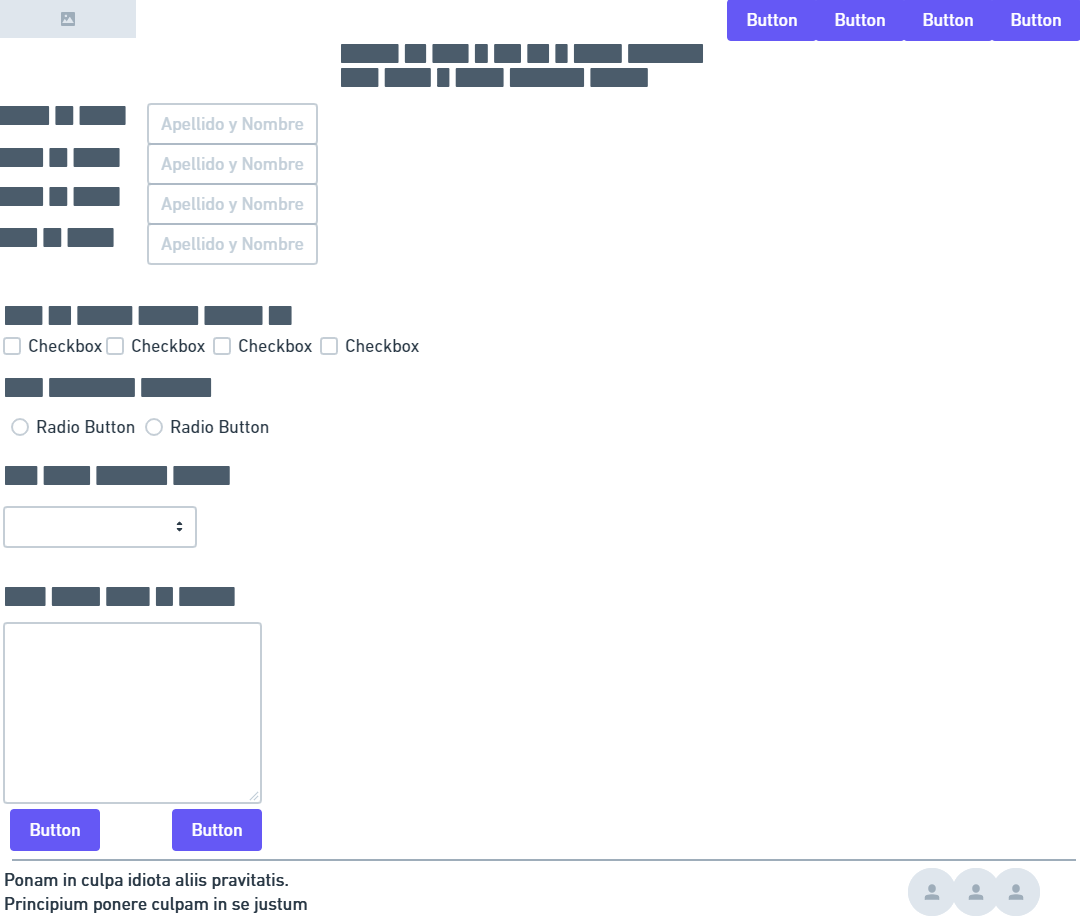 Button Button Button Button
Apellido y Nombre
Apellido y Nombre
Apellido y Nombre
Apellido y Nombre
Checkbox Checkbox Checkbox Checkbox
Radio Button Radio Button
Button Button
Ponam in culpa idiota aliis pravitatis.
Principium ponere culpam in se justum